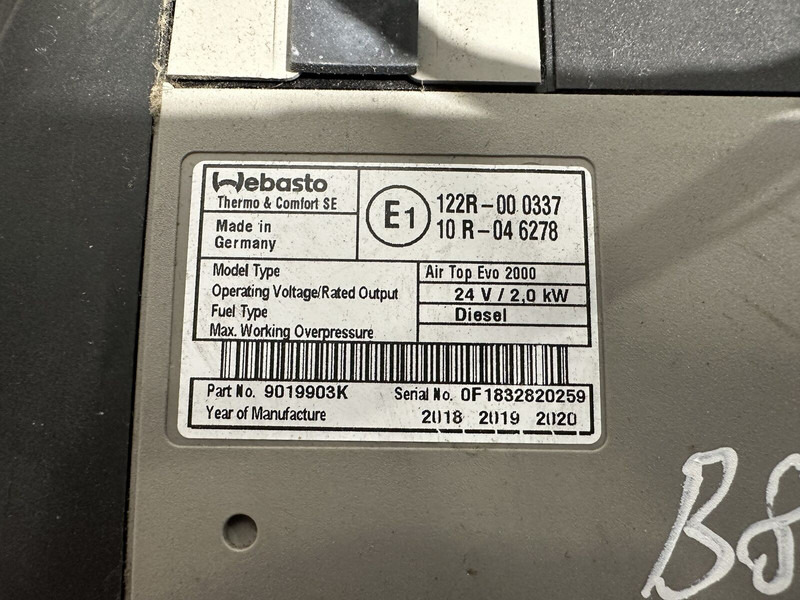 Webasto
Thermo & Comfort SE
Made in
Germany
E1
122R-00 0337
10 R-04 6278
Model Type Air Top Evo 2000
Operating Voltage/Rated Output 24 V / 2,0 kW
Fuel Type Diesel
Max. Working Overpressure
Part No. 9019903K Serial No. 0F1832820259
Year of Manufacture 2018 2019 2020
B8